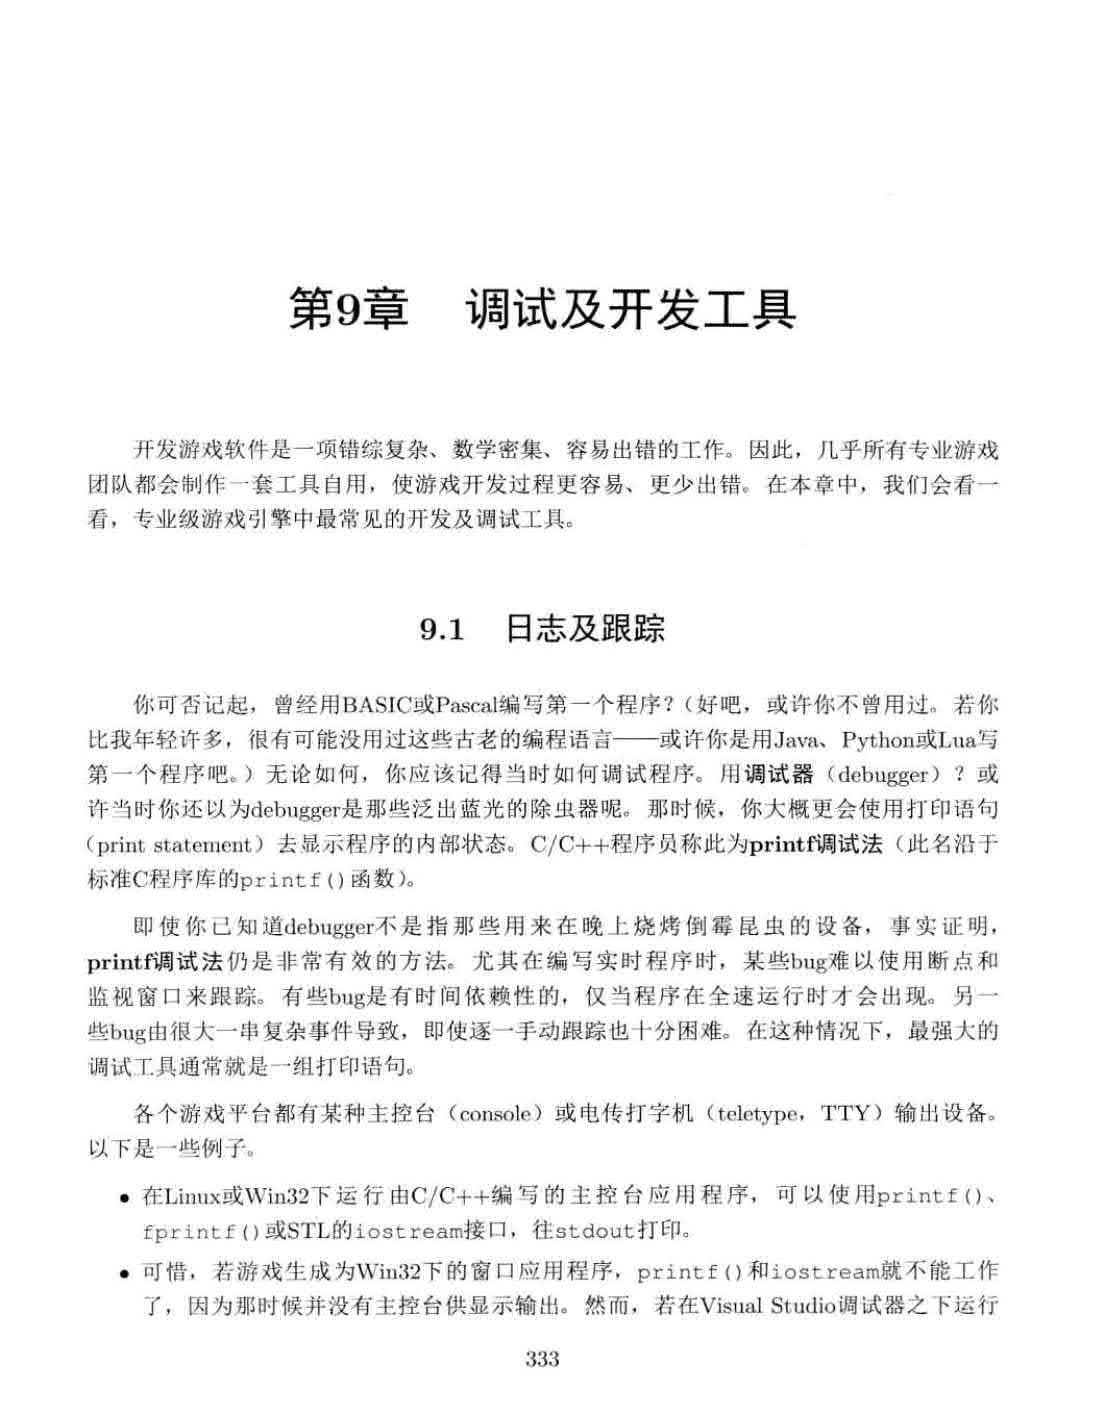 第9章 调试及开发工具
开发游戏软件是一项错综复杂、数学密集、容易出错的工作。因此，几乎所有专业游戏
团队都会制作一套工具自用，使游戏开发过程更容易、更少出错。在本章中，我们会看一
看，专业级游戏引擎中最常见的开发及调试工具。
9.1 日志及跟踪
你可否记起，曾经用BASIC或Pascal编写第一个程序？（好吧，或许你不曾用过。若你
比我年轻许多，很有可能没用过这些古老的编程语言——或许你是用Java、Python或Lua写
第一个程序吧。）无论如何，你应该记得当时如何调试程序。用调试器（debugger）？或
许当时你还以为debugger是那些泛出蓝光的除虫器呢。那时候，你大概更会使用打印语句
（print statement）去显示程序的内部状态。C/C++程序员称此为printf调试法（此名沿于
标准C程序库的printf()函数）。
即使你已知道debugger不是指那些用来在晚上烧烤倒霉昆虫的设备，事实证明，
printf调试法仍是非常有效的方法。尤其在编写实时程序时，某些bug难以使用断点和
监视窗口来跟踪。有些bug是有时间依赖性的，仅当程序在全速运行时才会出现。另一
些bug由很大一串复杂事件导致，即使逐一手动跟踪也十分困难。在这种情况下，最强大的
调试工具通常就是一组打印语句。
各个游戏平台都有某种主控台（console）或电传打字机（teletype，TTY）输出设备。
以下是一些例子。
• 在Linux或Win32下运行由C/C++编写的主控台应用程序，可以使用printf()、
fprintf()或STL的iostream接口，往stdout打印。
• 可惜，若游戏生成为Win32下的窗口应用程序，printf()和iostream就不能工作
了，因为那时候并没有主控台供显示输出。然而，若在Visual Studio调试器之下运行
333